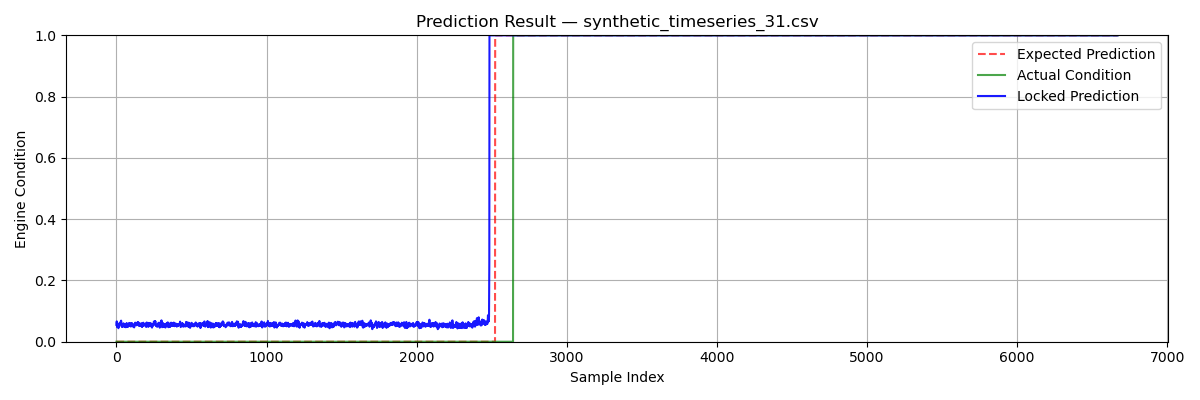 Prediction Result — synthetic_timeseries_31.csv
1.0
0.8
0.6
0.4
0.2
0.0
Engine Condition
Expected Prediction
Actual Condition
Locked Prediction
0 1000 2000 3000 4000 5000 6000 7000
Sample Index